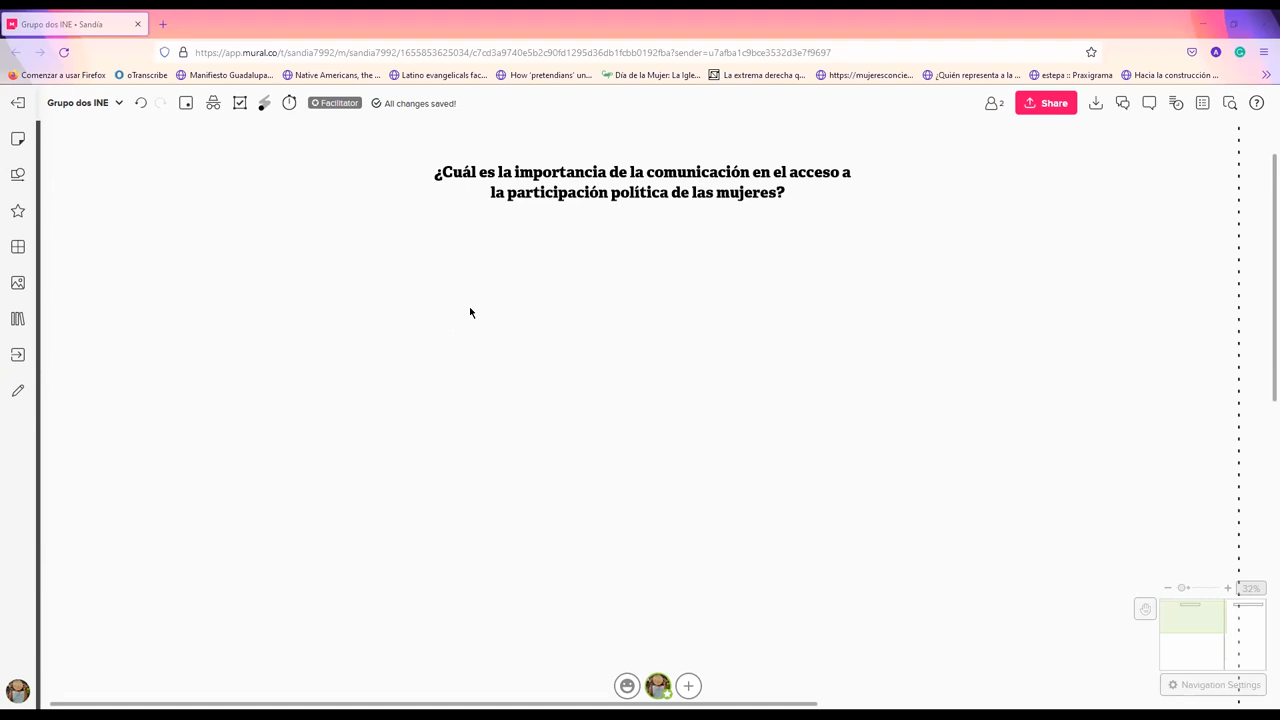 Grupo dos INE • Sandía
https://app.mural.co/t/sandia7992/m/sandia7992/1655853625034/c7cd3a9740e5b2c90fd1295d36db1fcbb0192fba?sender=u7afba1c9bce3532d3e7f9697
Comenzar a usar Firefox oTranscribe Manifiesto Guadalupa... Native Americans, the ... Latino evangelicals fac... How 'pretendians' un... Día de la Mujer: La Igle... La extrema derecha q... https://mujeresconcie... ¿Quién representa a la ... estepa :: Praxigrama Hacia la construcción ...
Grupo dos INE Facilitator All changes saved! 2 Share
¿Cuál es la importancia de la comunicación en el acceso a
la participación política de las mujeres?
32%
Navigation Settings